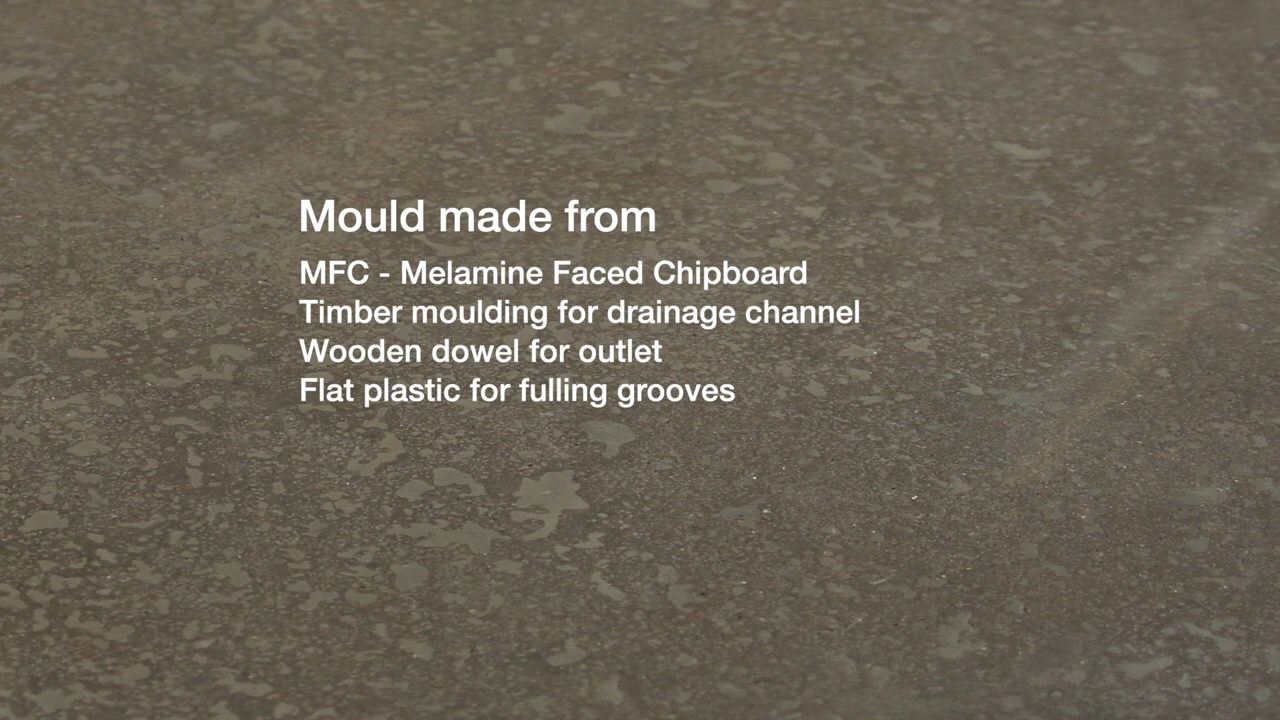 Mould made from
MFC - Melamine Faced Chipboard
Timber moulding for drainage channel
Wooden dowel for outlet
Flat plastic for fulling grooves